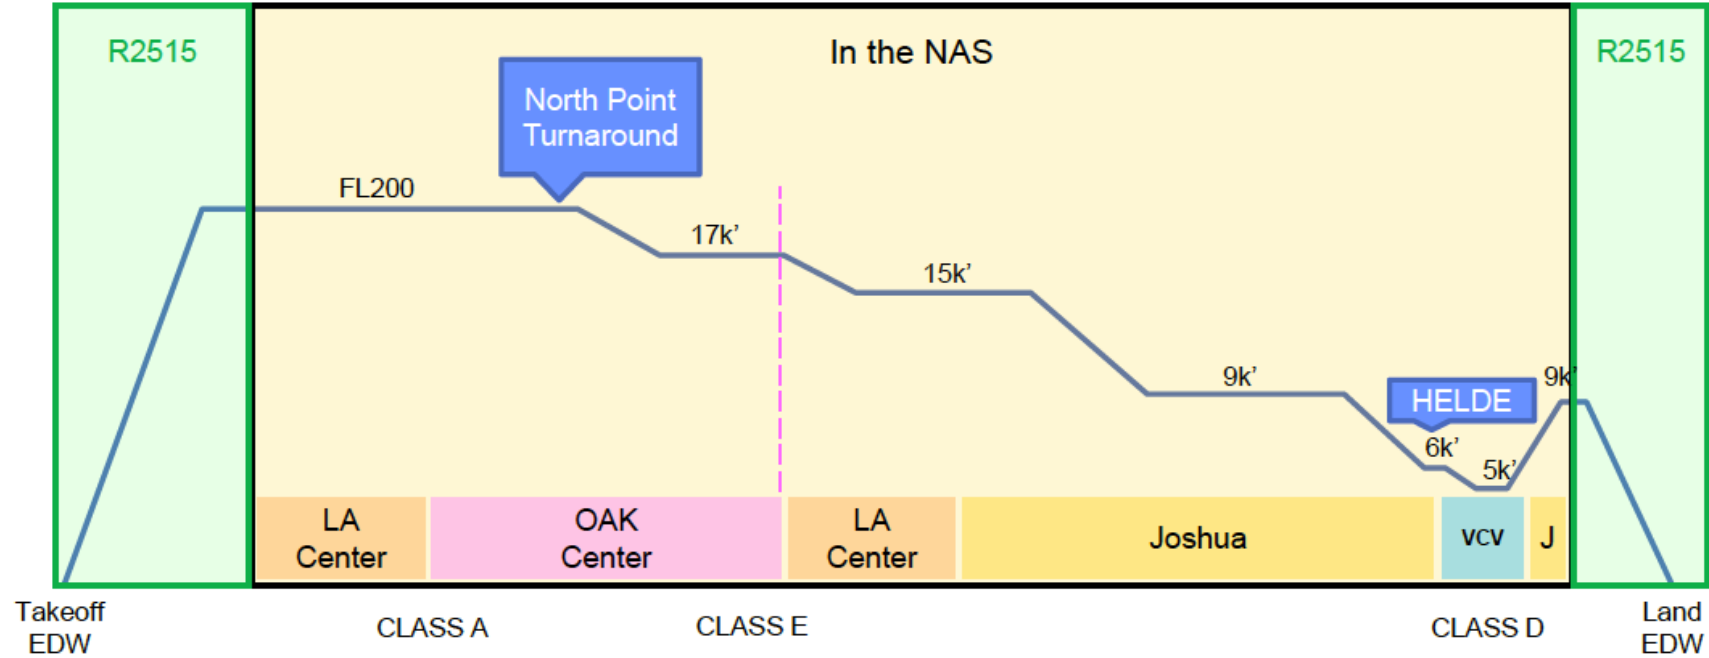 R2515
In the NAS
R2515
North Point
Turnaround
FL200
17k’
15k’
9k’
HELDE
9k’
6k’
5k’
LA
Center
OAK
Center
LA
Center
Joshua
VCV
J
Takeoff
EDW
CLASS A
CLASS E
CLASS D
Land
EDW